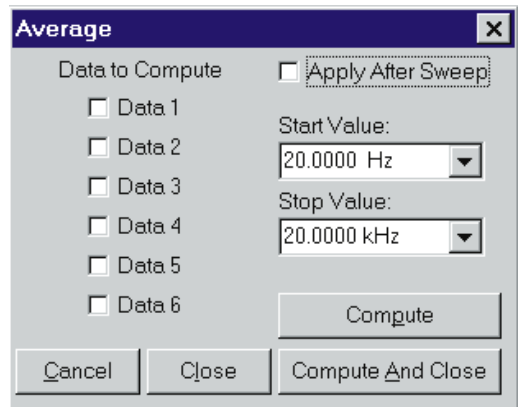 Average
Data to Compute
Data 1
Data 2
Data 3
Data 4
Data 5
Data 6
Apply After Sweep
Start Value:
20.0000 Hz
Stop Value:
20.0000 kHz
Compute
Cancel
Close
Compute And Close